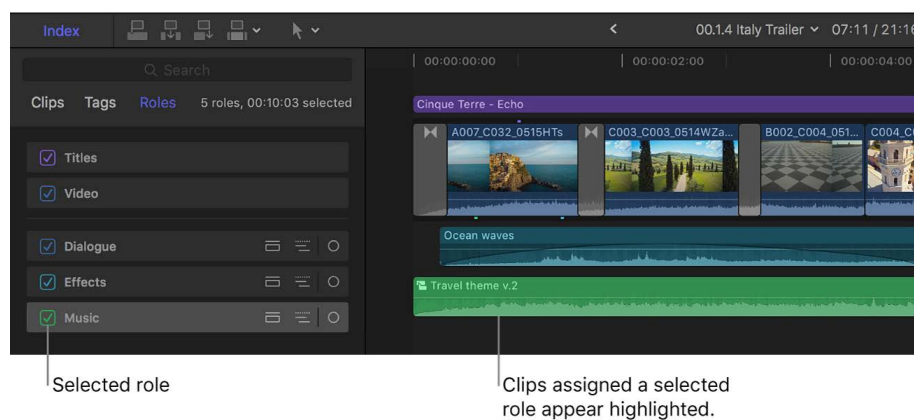 Index
00.1.4 Italy Trailer
07:11 / 21:16
Search
00:00:00:00
00:00:02:00
00:00:04:00
Clips
Tags
Roles
5 roles, 00:10:03 selected
Cinque Terre - Echo
A007_C032_0515HTs
C003_C003_0514WZa...
B002_C004_051...
C004_C
Titles
Video
Ocean waves
Dialogue
Effects
Travel theme v.2
Music
Selected role
Clips assigned a selected
role appear highlighted.